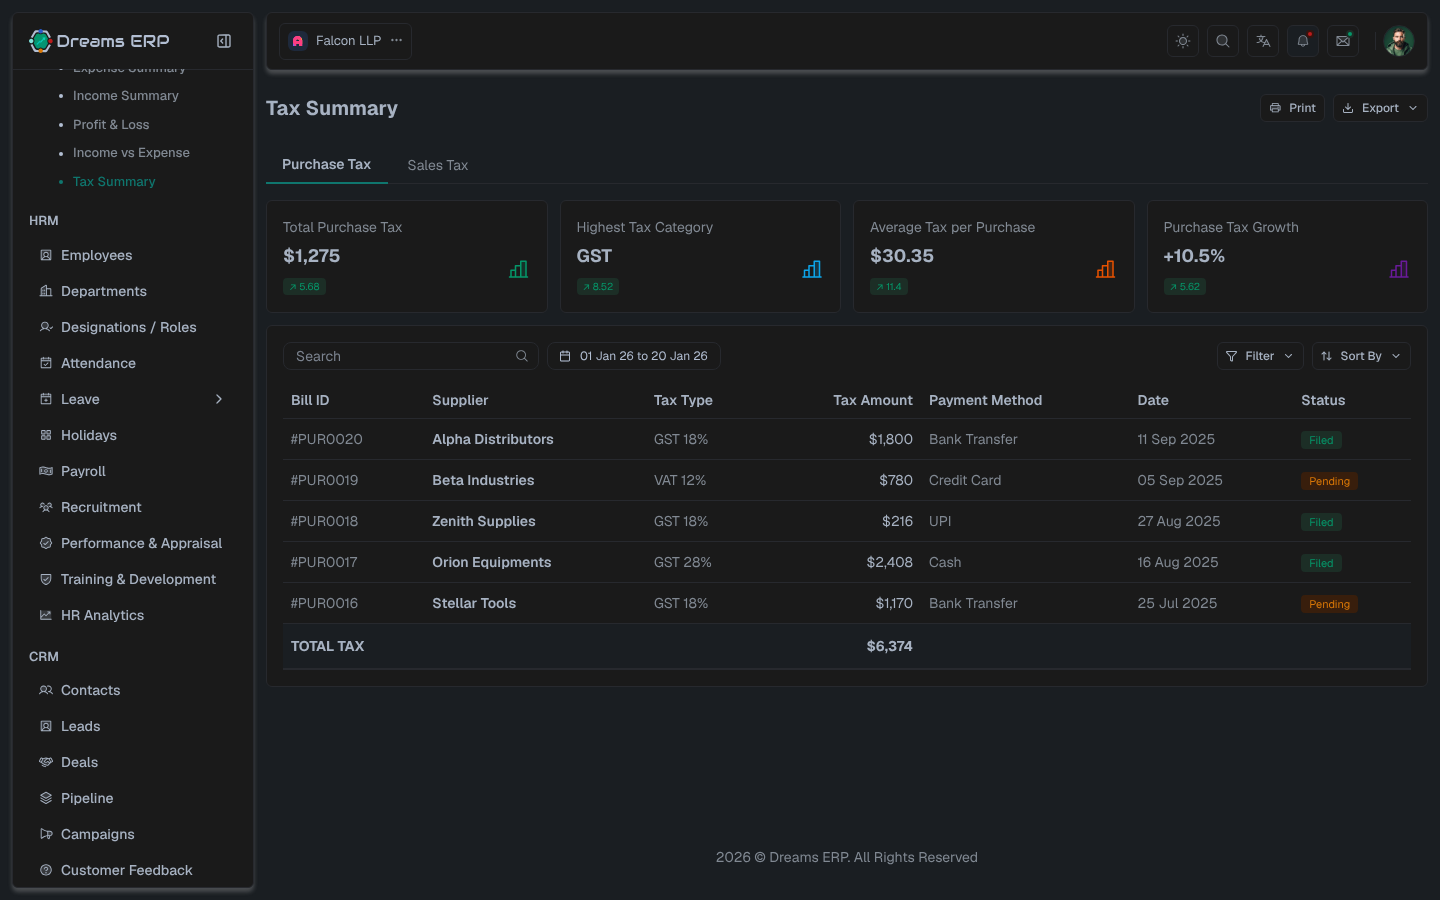 Dreams ERP
Expense Summary
Income Summary
Profit & Loss
Income vs Expense
Tax Summary
HRM
Employees
Departments
Designations / Roles
Attendance
Leave
Holidays
Payroll
Recruitment
Performance & Appraisal
Training & Development
HR Analytics
CRM
Contacts
Leads
Deals
Pipeline
Campaigns
Customer Feedback
Falcon LLP ···
Tax Summary
Print
Export
Purchase Tax
Sales Tax
Total Purchase Tax
$1,275
5.68
Highest Tax Category
GST
8.52
Average Tax per Purchase
$30.35
11.4
Purchase Tax Growth
+10.5%
5.62
Search
01 Jan 26 to 20 Jan 26
Filter
Sort By
Bill ID Supplier Tax Type Tax Amount Payment Method Date Status
#PUR0020 Alpha Distributors GST 18% $1,800 Bank Transfer 11 Sep 2025 Filed
#PUR0019 Beta Industries VAT 12% $780 Credit Card 05 Sep 2025 Pending
#PUR0018 Zenith Supplies GST 18% $216 UPI 27 Aug 2025 Filed
#PUR0017 Orion Equipments GST 28% $2,408 Cash 16 Aug 2025 Filed
#PUR0016 Stellar Tools GST 18% $1,170 Bank Transfer 25 Jul 2025 Pending
TOTAL TAX $6,374
2026 © Dreams ERP. All Rights Reserved